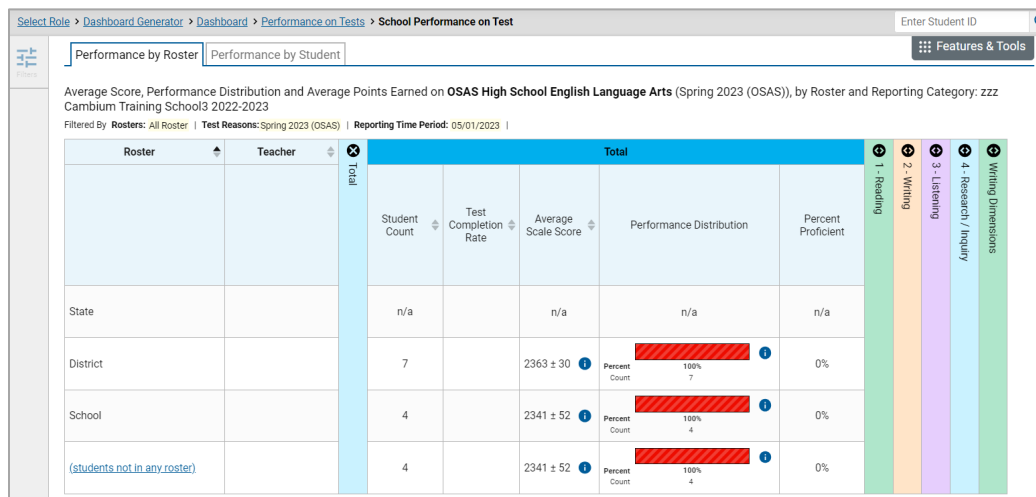 Select Role > Dashboard Generator > Dashboard > Performance on Tests > School Performance on Test
Enter Student ID
Features & Tools
Filters
Performance by Roster
Performance by Student
Average Score, Performance Distribution and Average Points Earned on OSAS High School English Language Arts (Spring 2023 (OSAS)), by Roster and Reporting Category: zzz
Cambium Training School3 2022-2023
Filtered By Rosters: All Roster | Test Reasons: Spring 2023 (OSAS) | Reporting Time Period: 05/01/2023 |
Roster Teacher Total Total 1 - Reading 2 - Writing 3 - Listening 4 - Research / Inquiry Writing Dimensions
Student Count Test Completion Rate Average Scale Score Performance Distribution Percent Proficient
State n/a n/a n/a n/a
District 7 2363 ± 30 Percent 100% 0%
Count 7
School 4 2341 ± 52 Percent 100% 0%
Count 4
(students not in any roster) 4 2341 ± 52 Percent 100% 0%
Count 4